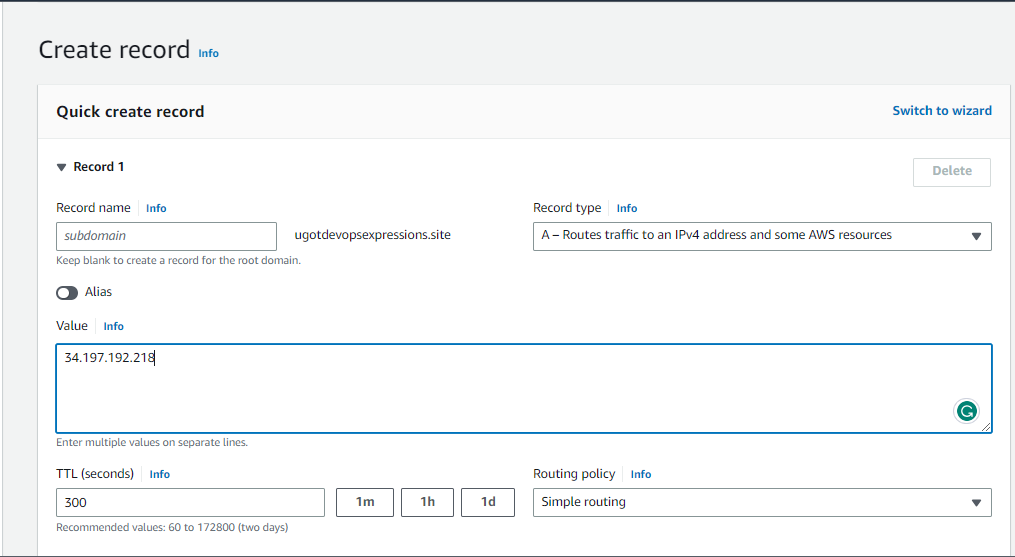 Create record Info
Quick create record Switch to wizard
Record 1
Delete
Record name Info Record type Info
subdomain ugotdevopsexpressions.site A – Routes traffic to an IPv4 address and some AWS resources
Keep blank to create a record for the root domain.
Alias
Value Info
34.197.192.218
Enter multiple values on separate lines.
TTL (seconds) Info Routing policy Info
300 1m 1h 1d Simple routing
Recommended values: 60 to 172800 (two days)